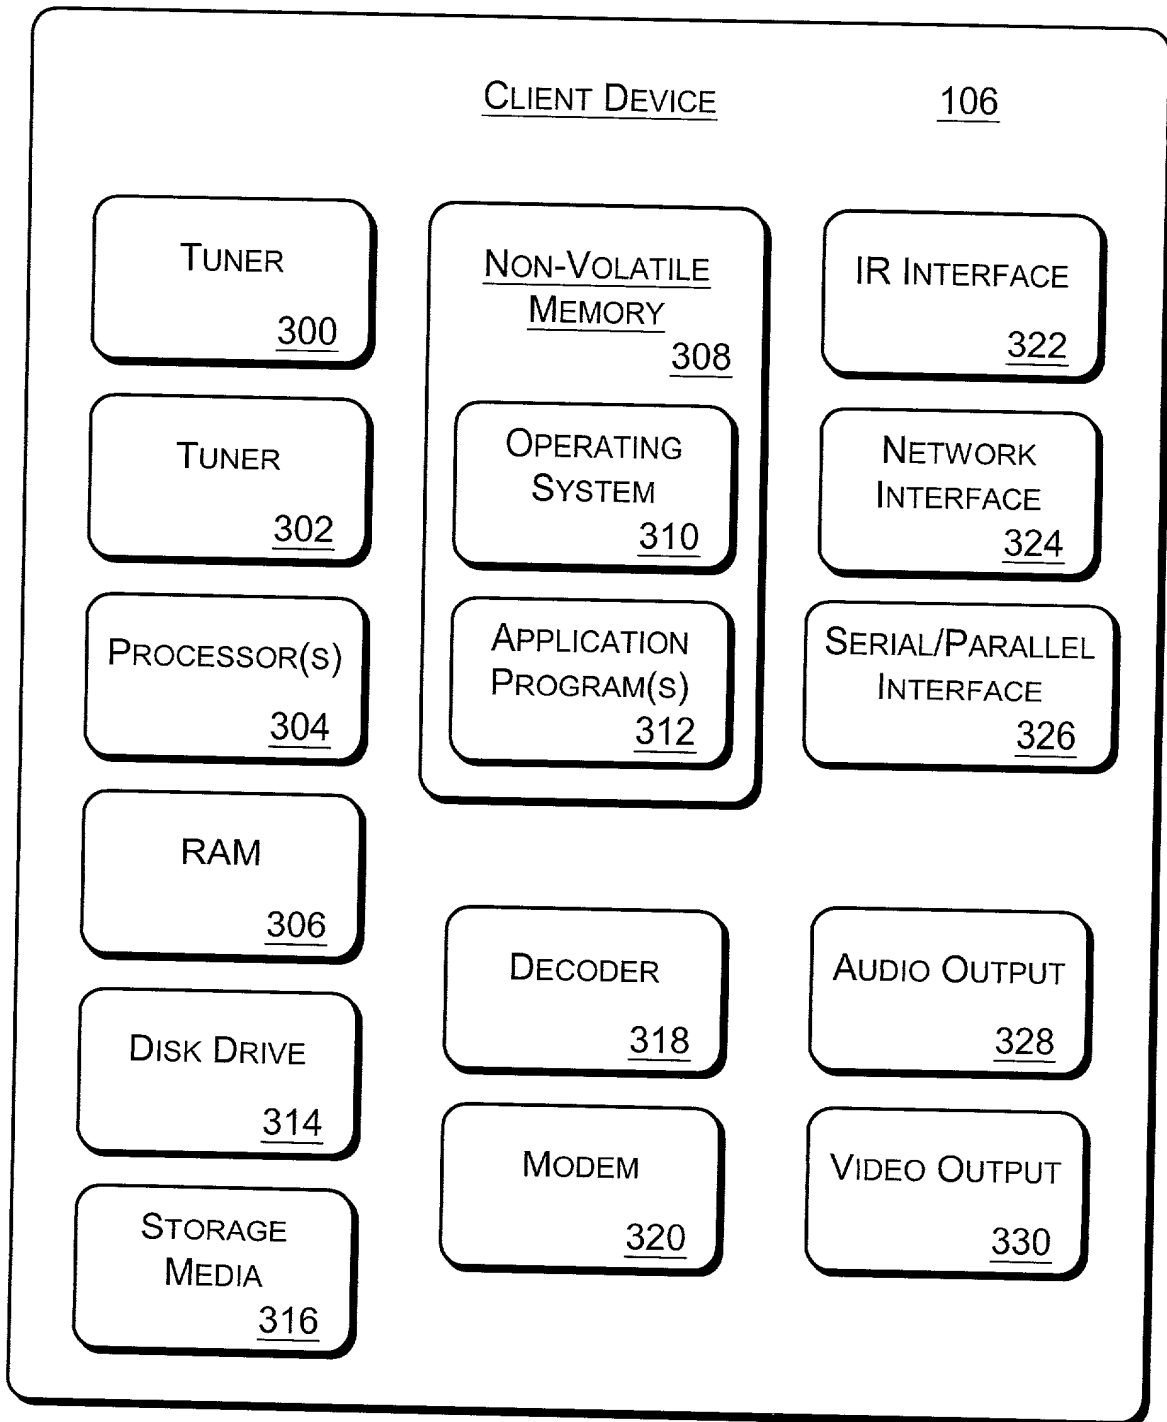 CLIENT DEVICE 106
TUNER
300
TUNER
302
PROCESSOR(S)
304
RAM
306
DISK DRIVE
314
STORAGE
MEDIA
316
NON-VOLATILE
MEMORY
308
OPERATING
SYSTEM
310
APPLICATION
PROGRAM(S)
312
DECODER
318
MODEM
320
IR INTERFACE
322
NETWORK
INTERFACE
324
SERIAL/PARALLEL
INTERFACE
326
AUDIO OUTPUT
328
VIDEO OUTPUT
330